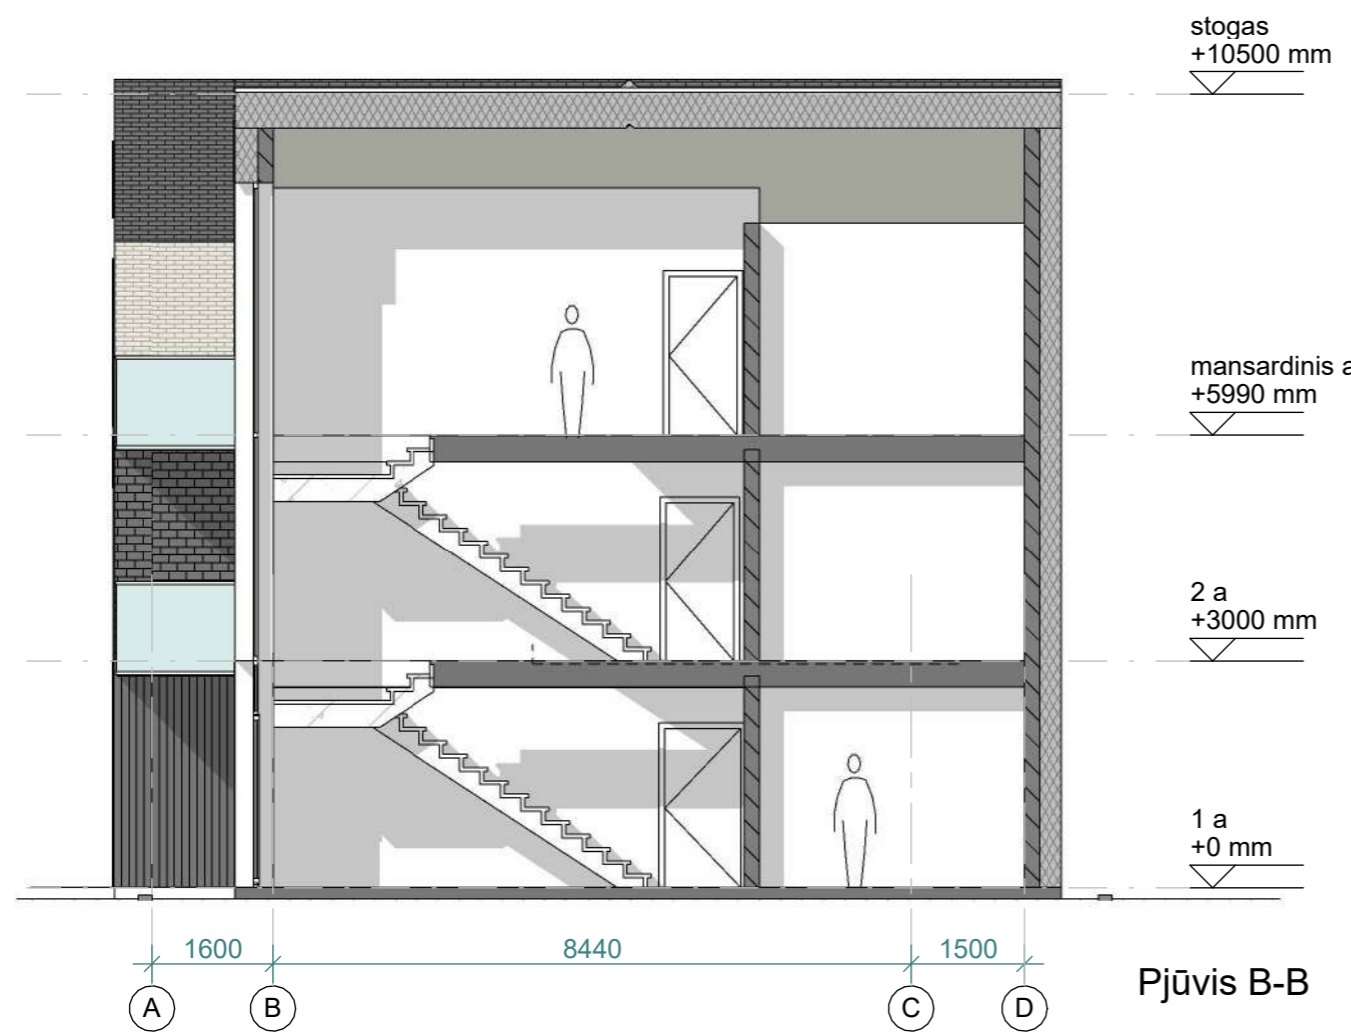 stogas
+10500 mm
mansardinis a
+5990 mm
2 a
+3000 mm
1 a
+0 mm
1600 8440 1500
A B C D
Pjūvis B-B